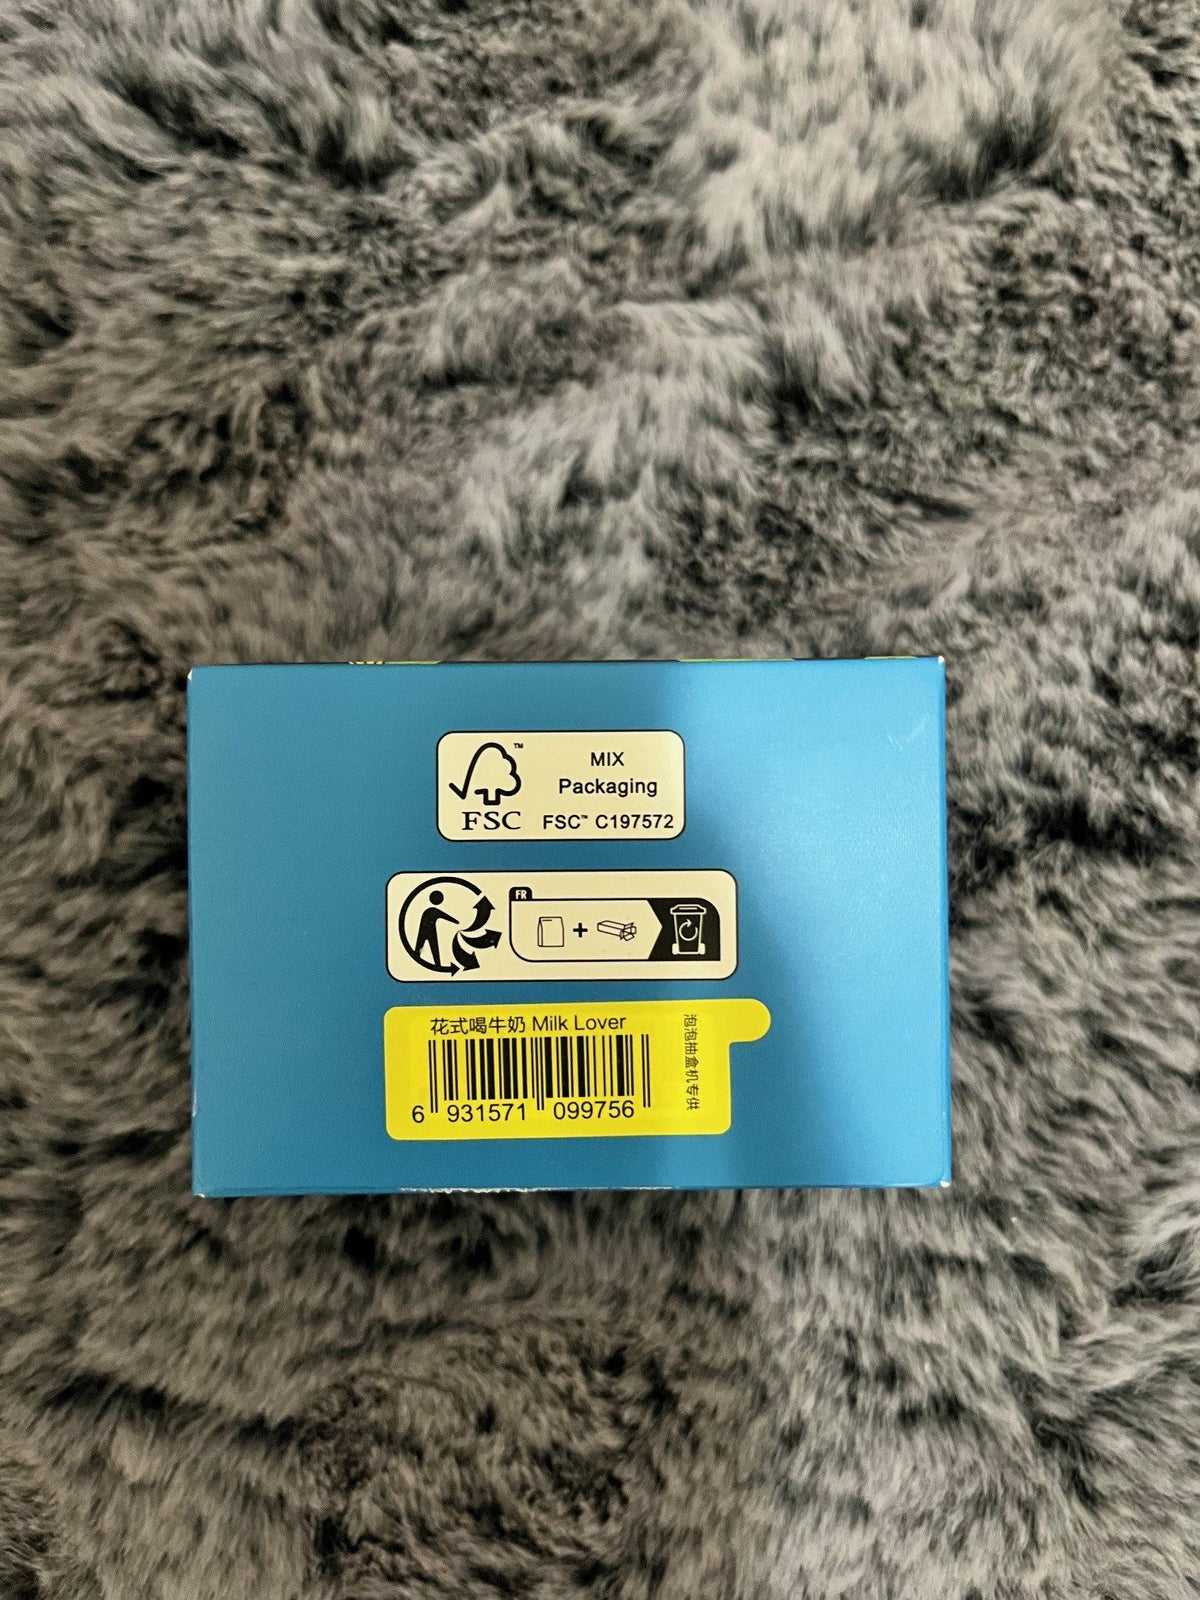 FSC™
MIX
Packaging
FSC™ C197572
FR
+
花式喝牛奶 Milk Lover
6 931571 099756
泡泡抽盒机专供